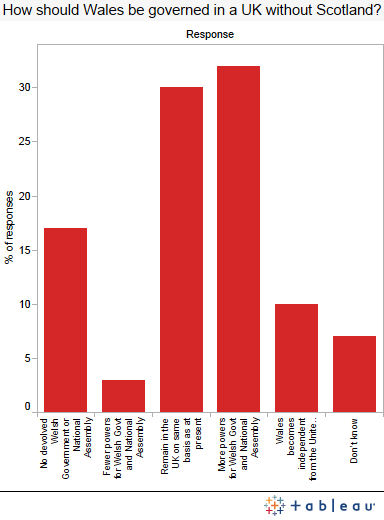 How should Wales be governed in a UK without Scotland?
Response
% of responses
30
25
20
15
10
5
0
No devolved
Welsh
Government or
National
Assembly
Fewer powers
for Welsh Govt
and National
Assembly
Remain in the
UK on same
basis as at
present
More powers
for Welsh Govt
and National
Assembly
Wales
becomes
independent
from the Unite..
Don't know
+ableau